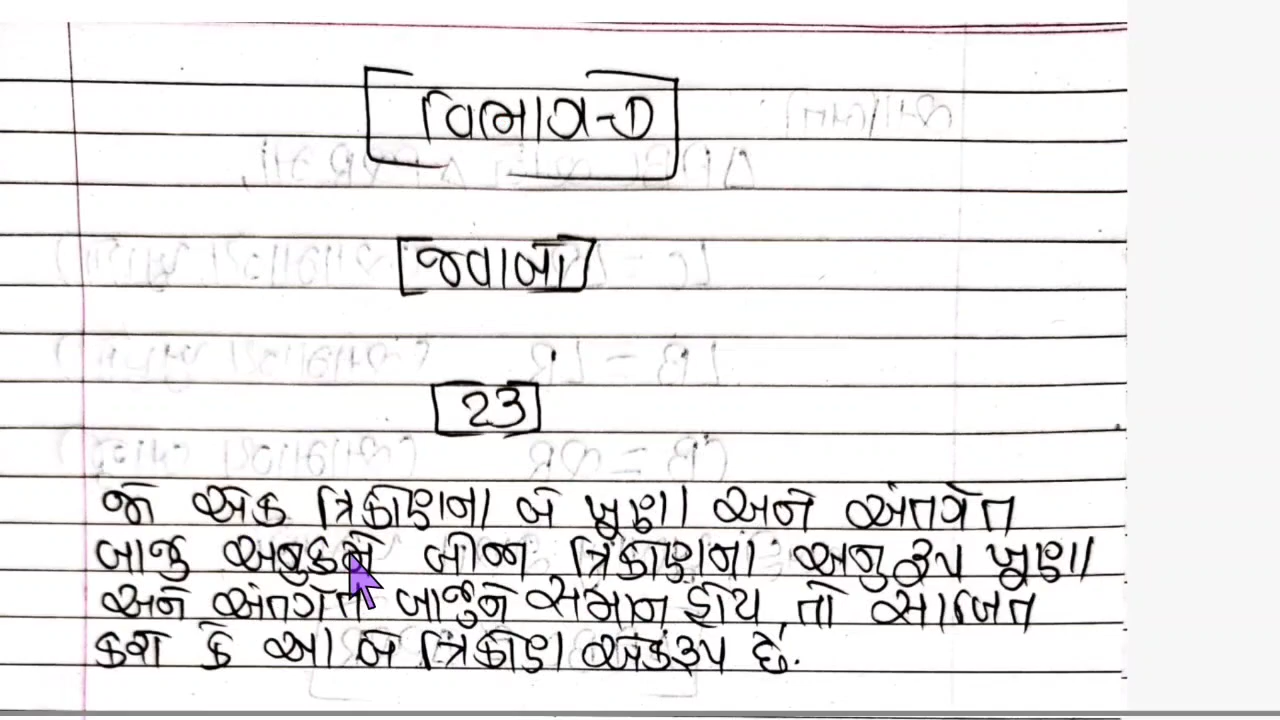 વિભાગ-D
જવાબો
23
જો એક ત્રિકોણના બે ખૂણા અને અંતર્ગત
બાજુ અનુક્રમે બીજા ત્રિકોણના અનુરૂપ ખૂણા
અને અંતર્ગત બાજુને સમાન હોય, તો સાબિત
કરો કે આ બે ત્રિકોણો એકરૂપ છે.